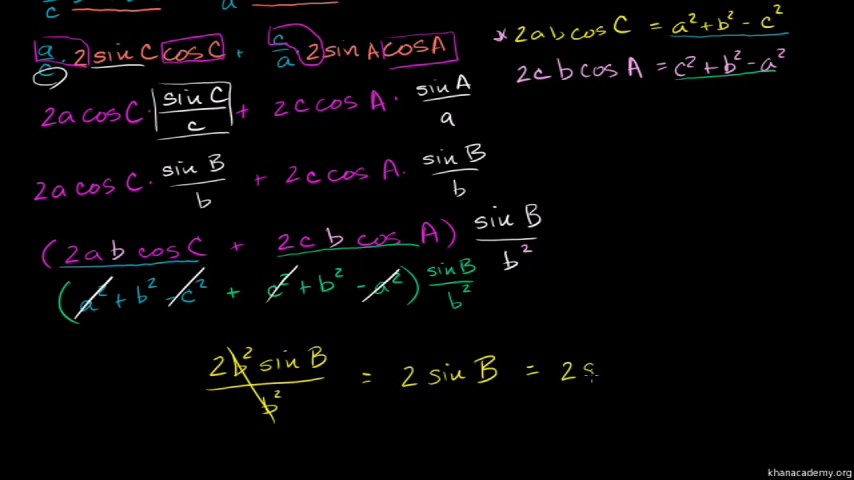 c a
a/c · 2 sin C cos C + c/a · 2 sin A cos A
* 2ab cos C = a² + b² - c²
2cb cos A = c² + b² - a²
2a cos C · sin C/c + 2c cos A · sin A/a
2a cos C · sin B/b + 2c cos A · sin B/b
(2ab cos C + 2cb cos A) sin B/b²
(a² + b² - c² + c² + b² - a²) sin B/b²
2b² sin B/b² = 2 sin B = 2 s
khanacademy.org